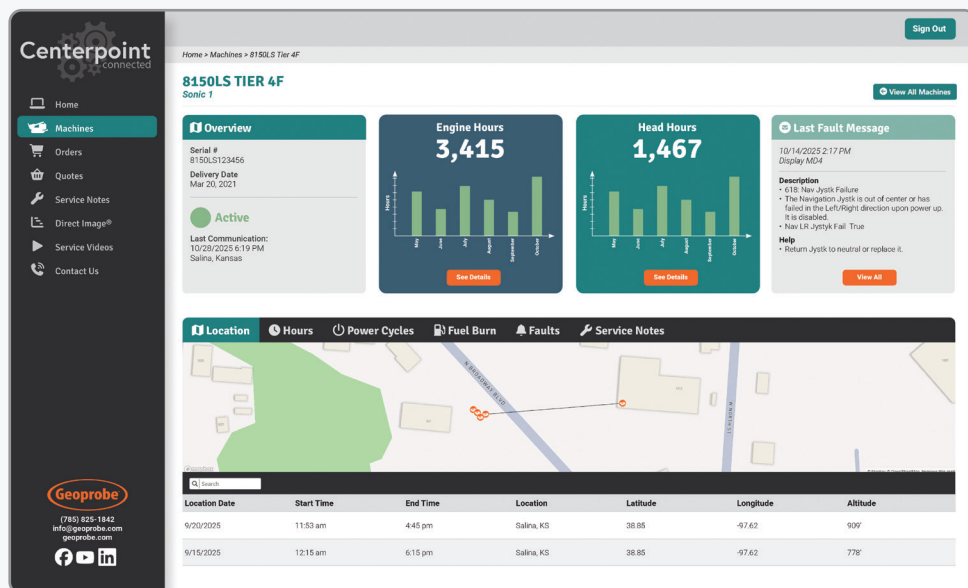 Centerpoint
connected
Home
Machines
Orders
Quotes
Service Notes
Direct Image®
Service Videos
Contact Us
Geoprobe
(785) 825-1842
info@geoprobe.com
geoprobe.com
Sign Out
Home > Machines > 8150LS Tier 4F
8150LS TIER 4F
Sonic 1
View All Machines
Overview
Serial #
8150LS123456
Delivery Date
Mar 20, 2021
Active
Last Communication:
10/28/2025 6:19 PM
Salina, Kansas
Engine Hours
3,415
Hours
May
June
July
August
September
October
See Details
Head Hours
1,467
Hours
May
June
July
August
September
October
See Details
Last Fault Message
10/14/2025 2:17 PM
Display MD4
Description
• 618: Nav Jystk Failure
• The Navigation Jystk is out of center or has
failed in the Left/Right direction upon power up.
It is disabled.
• Nav LR Jystyk Fail True
Help
• Return Jystk to neutral or replace it.
View All
Location
Hours
Power Cycles
Fuel Burn
Faults
Service Notes
N BROADWAY BLVD
W NORTH ST
Search
Location Date Start Time End Time Location Latitude Longitude Altitude
9/20/2025 11:53 am 4:45 pm Salina, KS 38.85 -97.62 909'
9/15/2025 12:15 am 6:15 pm Salina, KS 38.85 -97.62 778'